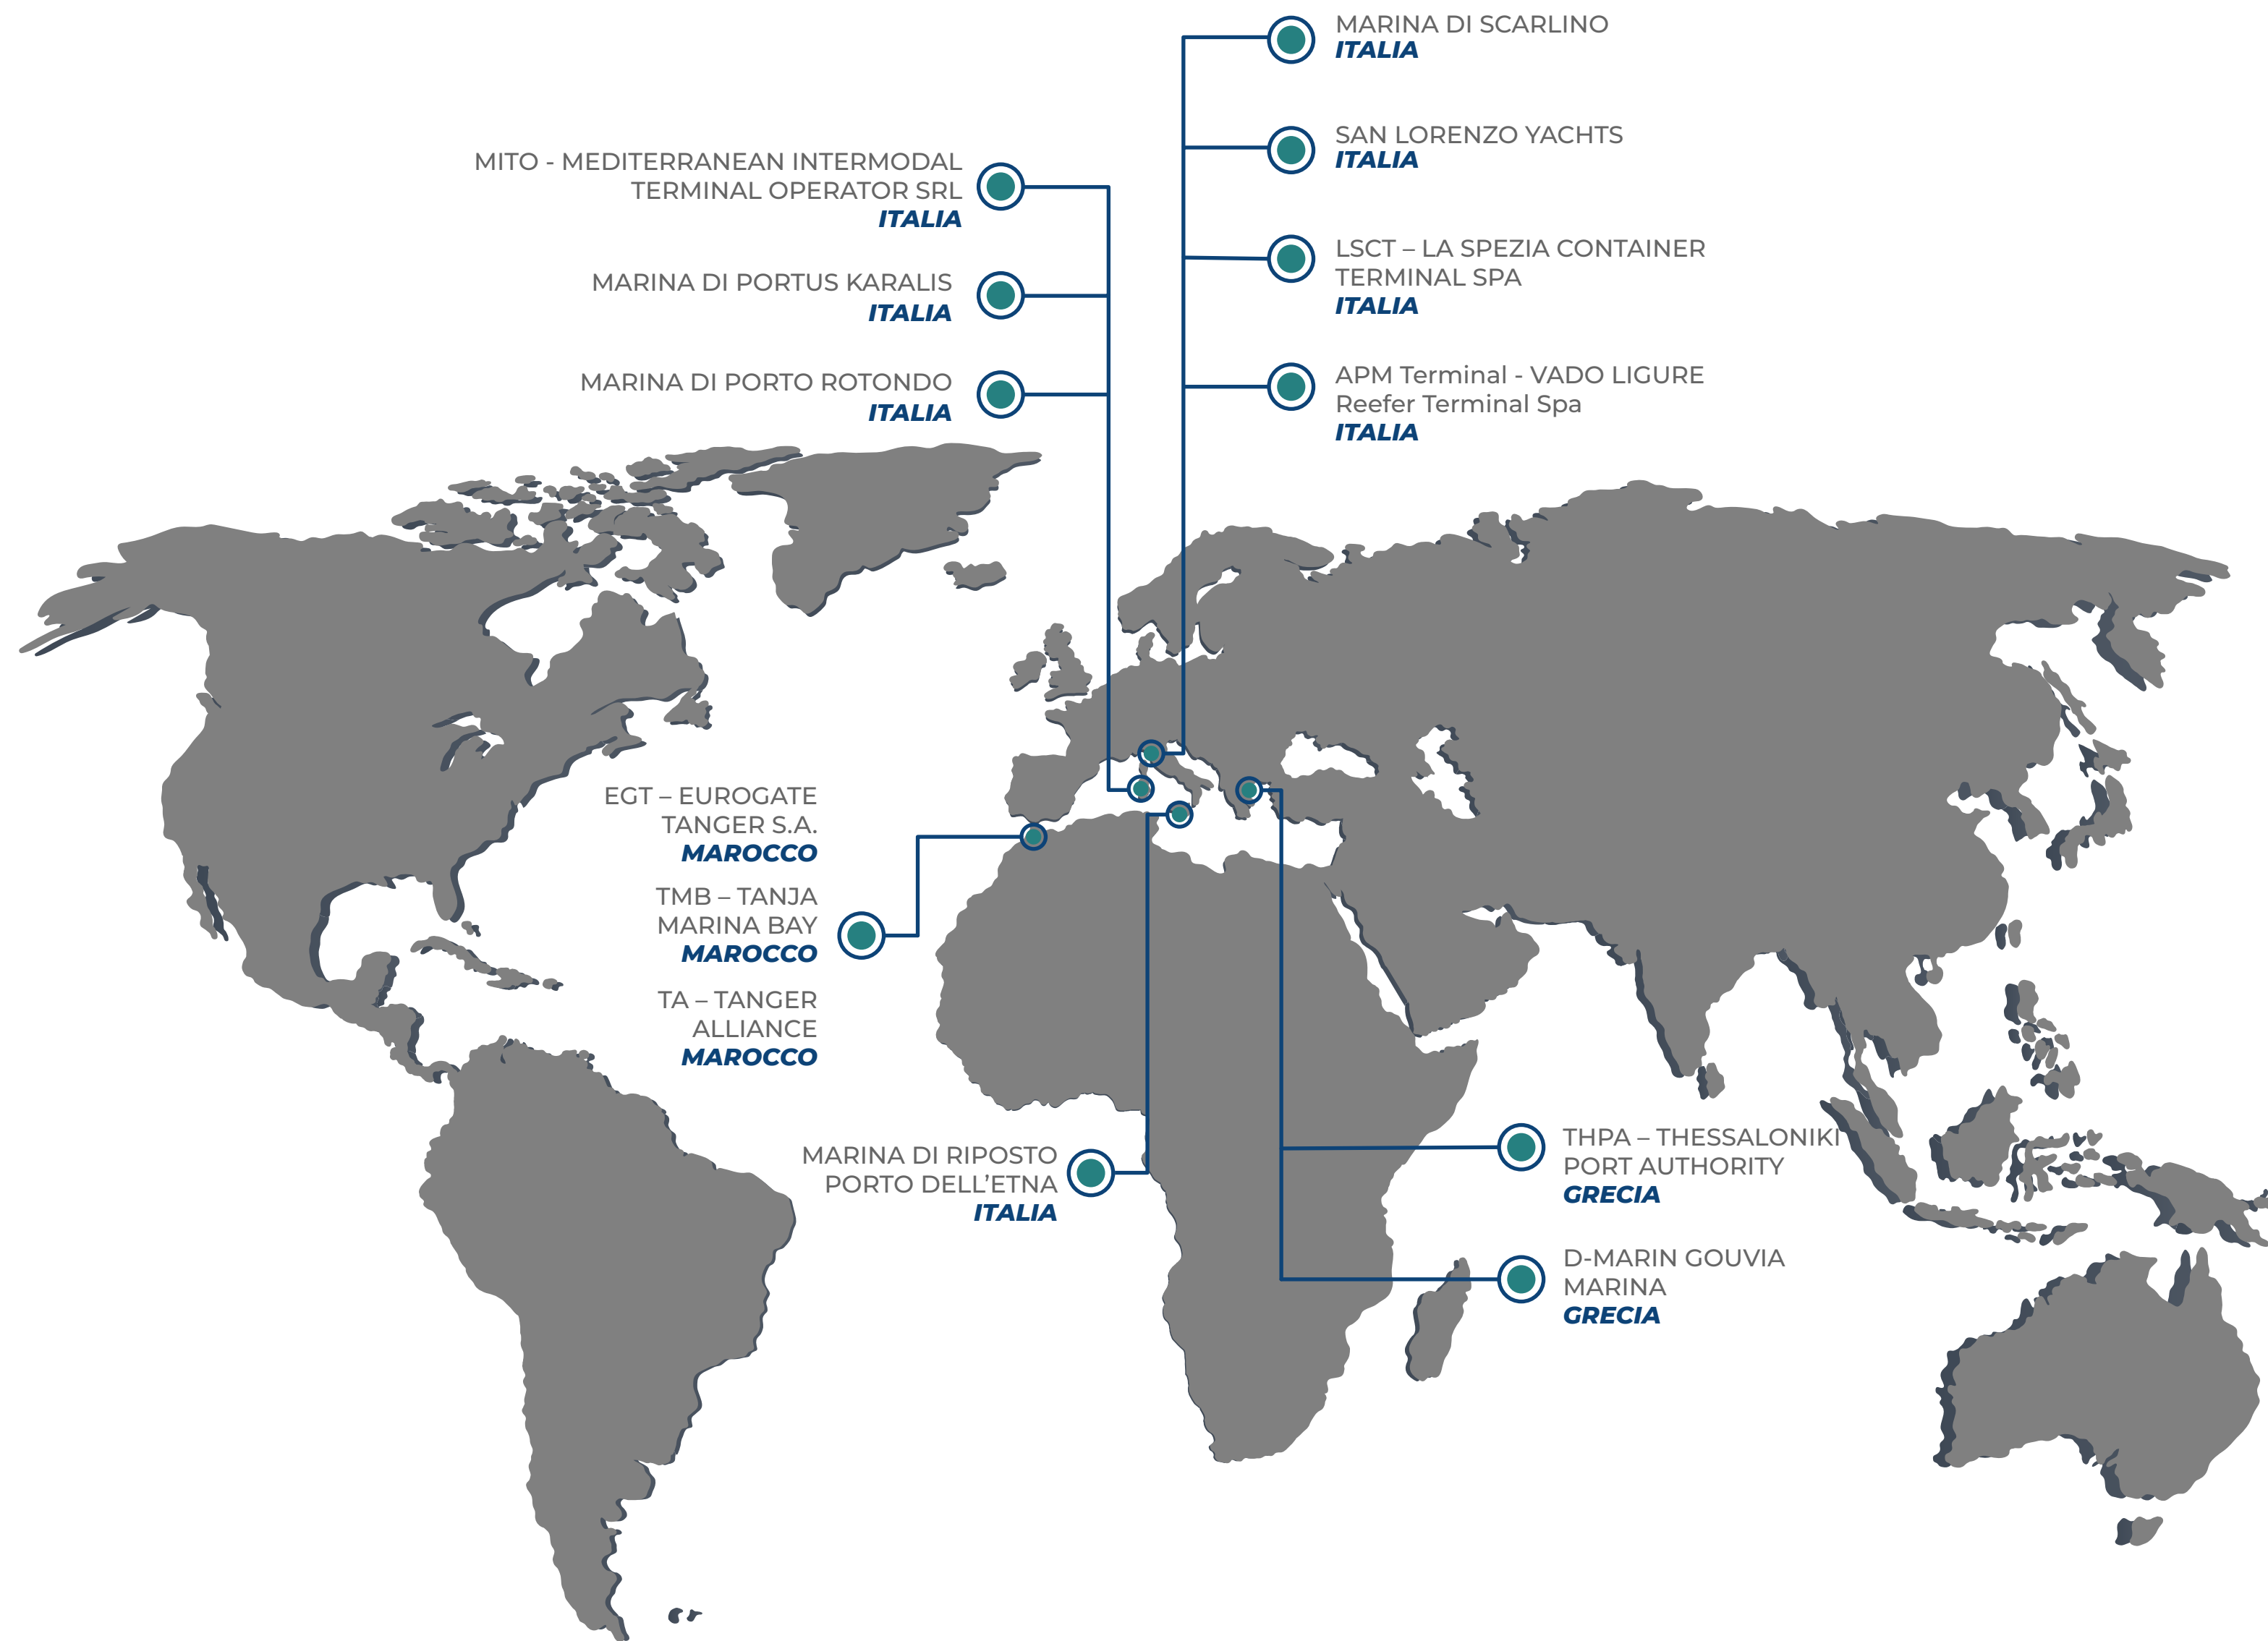 MARINA DI SCARLINO
ITALIA
SAN LORENZO YACHTS
ITALIA
MITO - MEDITERRANEAN INTERMODAL
TERMINAL OPERATOR SRL
ITALIA
LSCT – LA SPEZIA CONTAINER
TERMINAL SPA
ITALIA
MARINA DI PORTUS KARALIS
ITALIA
APM Terminal - VADO LIGURE
Reefer Terminal Spa
ITALIA
MARINA DI PORTO ROTONDO
ITALIA
EGT – EUROGATE
TANGER S.A.
MAROCCO
TMB – TANJA
MARINA BAY
MAROCCO
TA – TANGER
ALLIANCE
MAROCCO
MARINA DI RIPOSTO
PORTO DELL’ETNA
ITALIA
THPA – THESSALONIKI
PORT AUTHORITY
GRECIA
D-MARIN GOUVIA
MARINA
GRECIA